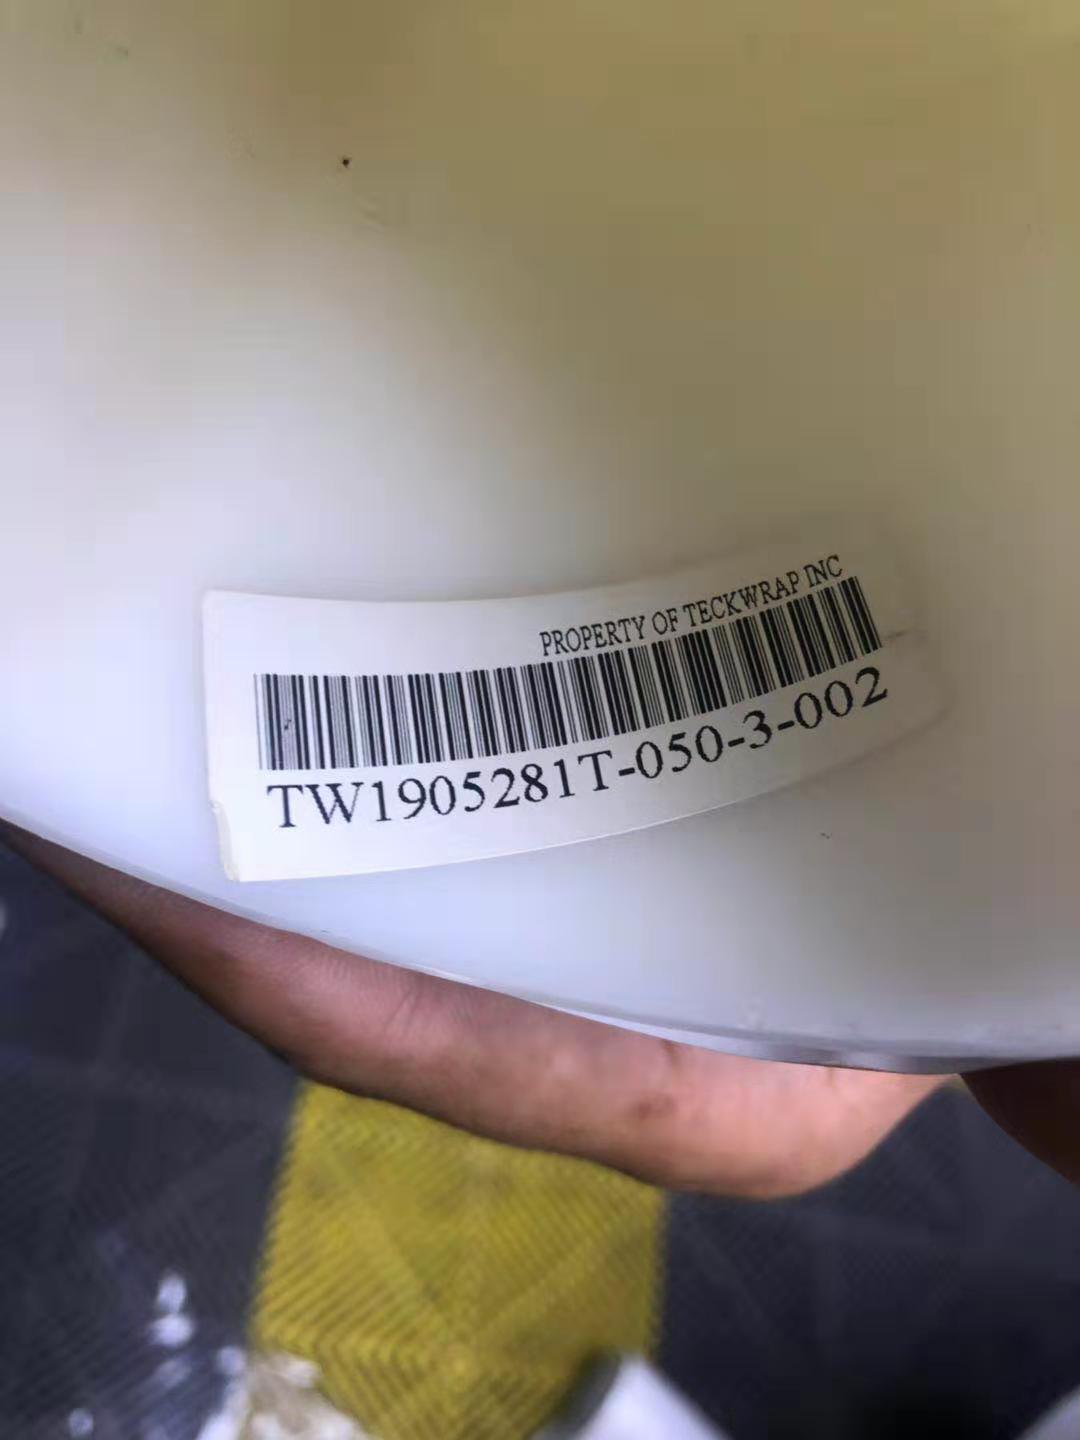 PROPERTY OF TECKWRAP INC
TW1905281T-050-3-002